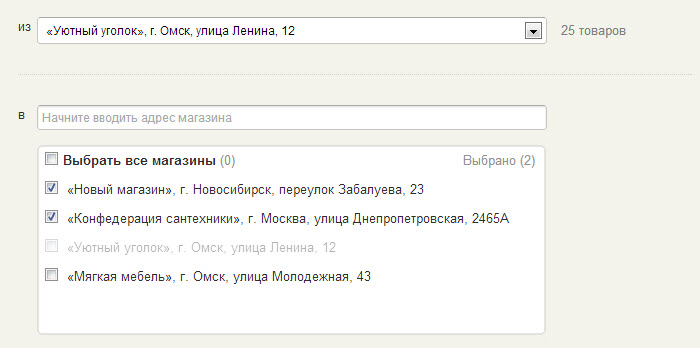 из «Уютный уголок», г. Омск, улица Ленина, 12 25 товаров
в Начните вводить адрес магазина
Выбрать все магазины (0) Выбрано (2)
«Новый магазин», г. Новосибирск, переулок Забалуева, 23
«Конфедерация сантехники», г. Москва, улица Днепропетровская, 2465А
«Уютный уголок», г. Омск, улица Ленина, 12
«Мягкая мебель», г. Омск, улица Молодежная, 43